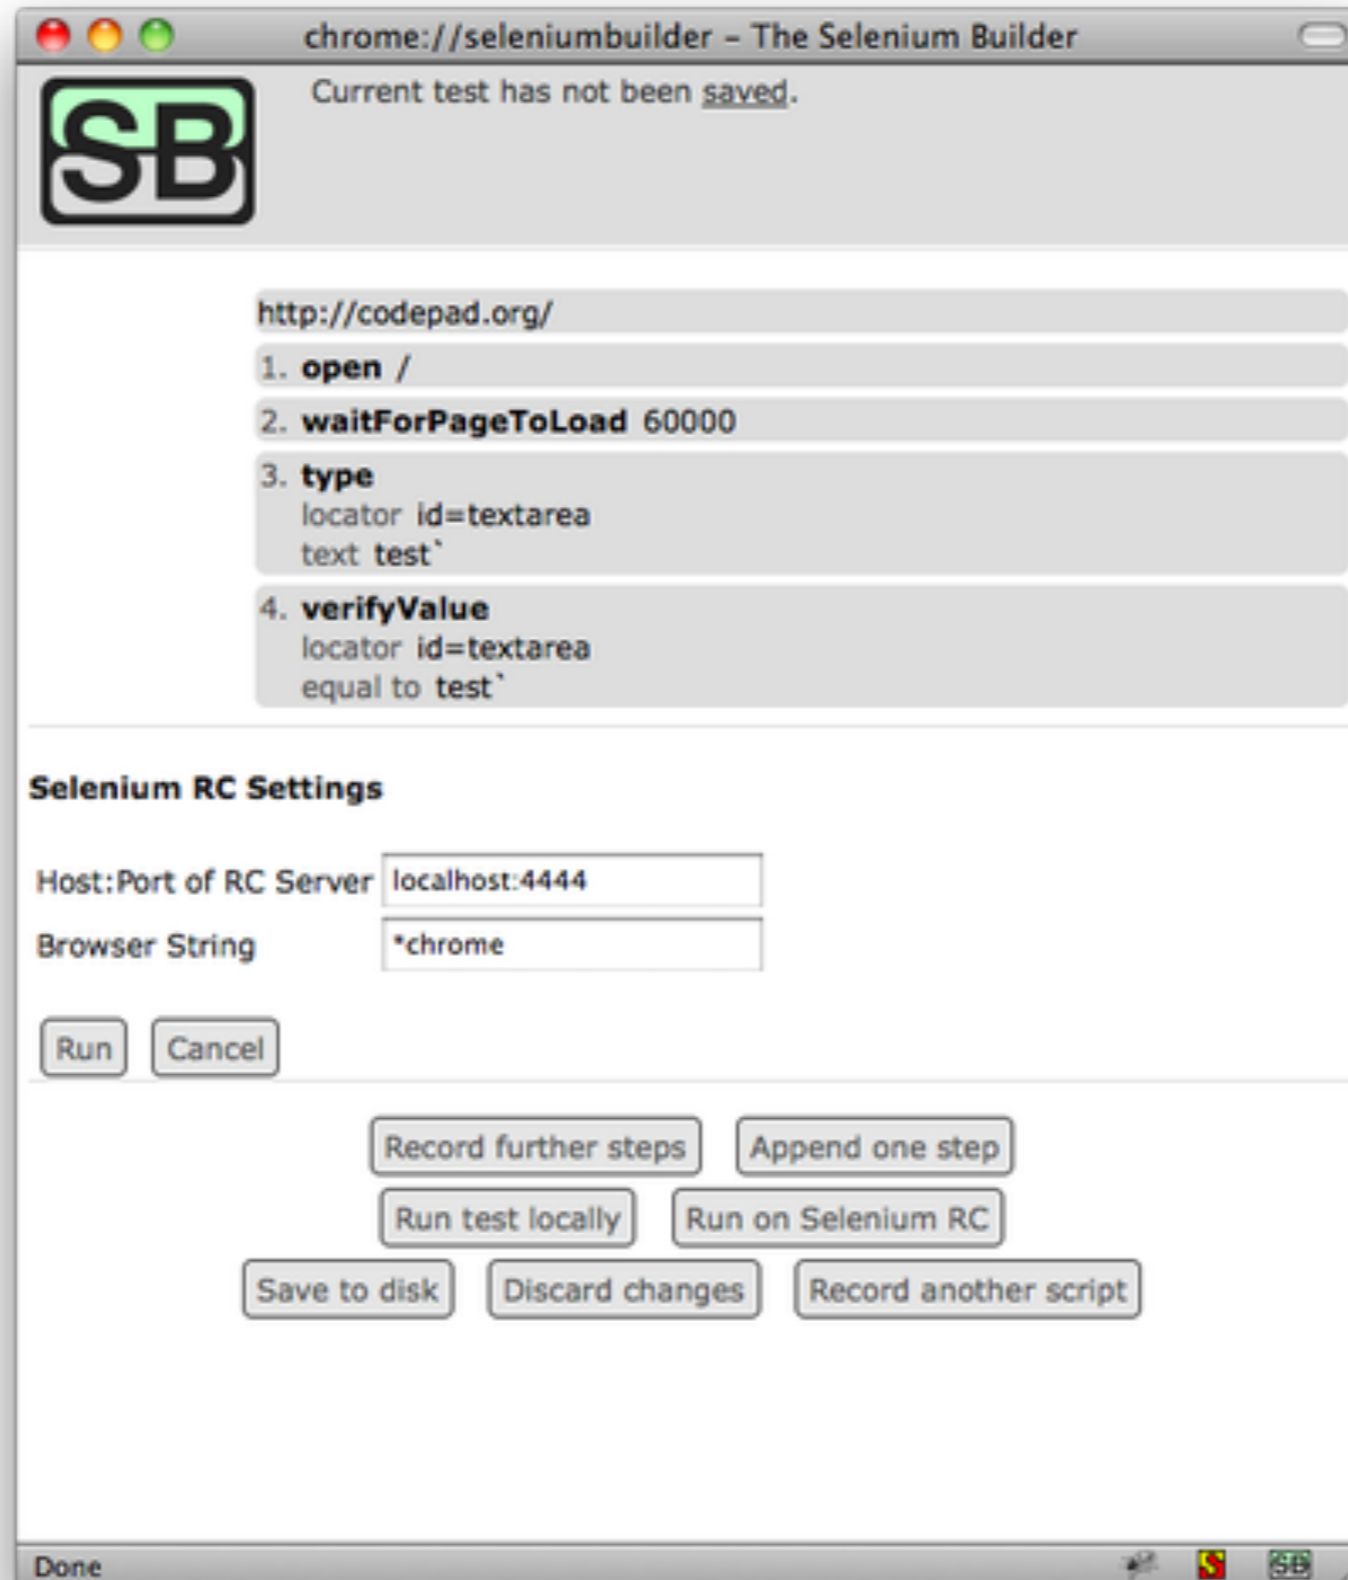 chrome://seleniumbuilder – The Selenium Builder
SB
Current test has not been saved.
http://codepad.org/
1. open /
2. waitForPageToLoad 60000
3. type
locator id=textarea
text test`
4. verifyValue
locator id=textarea
equal to test`
Selenium RC Settings
Host:Port of RC Server localhost:4444
Browser String *chrome
Run Cancel
Record further steps Append one step
Run test locally Run on Selenium RC
Save to disk Discard changes Record another script
Done S SB